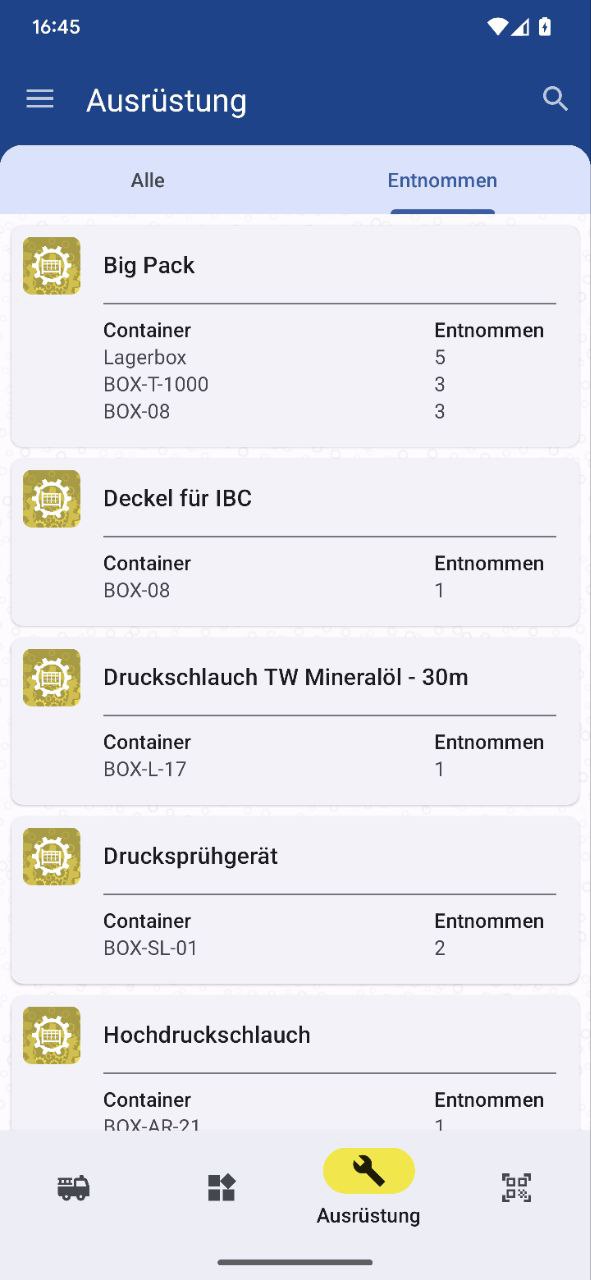 16:45
Ausrüstung
Alle Entnommen
Big Pack
Container Entnommen
Lagerbox 5
BOX-T-1000 3
BOX-08 3
Deckel für IBC
Container Entnommen
BOX-08 1
Druckschlauch TW Mineralöl - 30m
Container Entnommen
BOX-L-17 1
Drucksprühgerät
Container Entnommen
BOX-SL-01 2
Hochdruckschlauch
Container Entnommen
BOX-AR-21 1
Ausrüstung